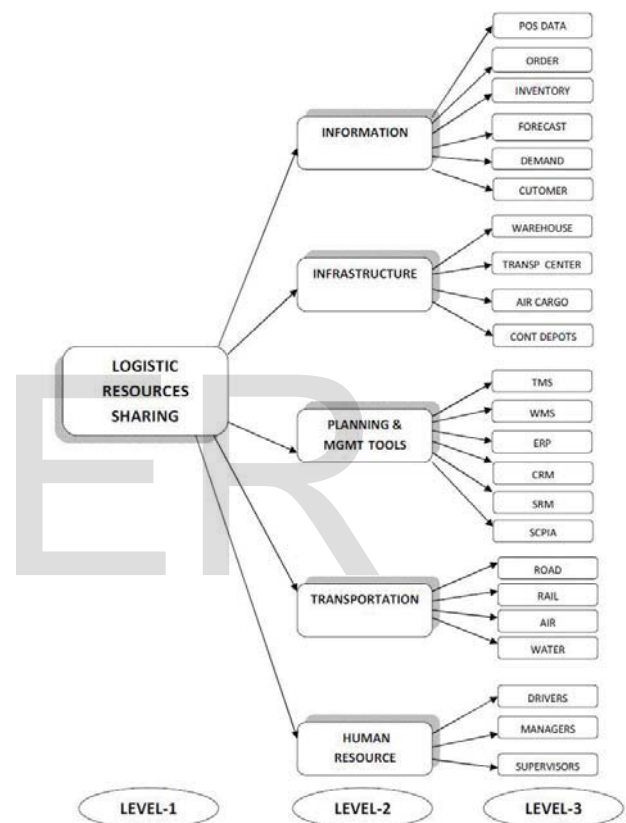 POS DATA
ORDER
INVENTORY
INFORMATION
FORECAST
DEMAND
CUTOMER
WAREHOUSE
INFRASTRUCTURE
TRANSP CENTER
AIR CARGO
CONT DEPOTS
LOGISTIC
RESOURCES
SHARING
TMS
WMS
PLANNING &
MGMT TOOLS
ERP
CRM
SRM
SCPIA
ER
ROAD
TRANSPORTATION
RAIL
AIR
WATER
DRIVERS
HUMAN
RESOURCE
MANAGERS
SUPERVISORS
LEVEL-1
LEVEL-2
LEVEL-3